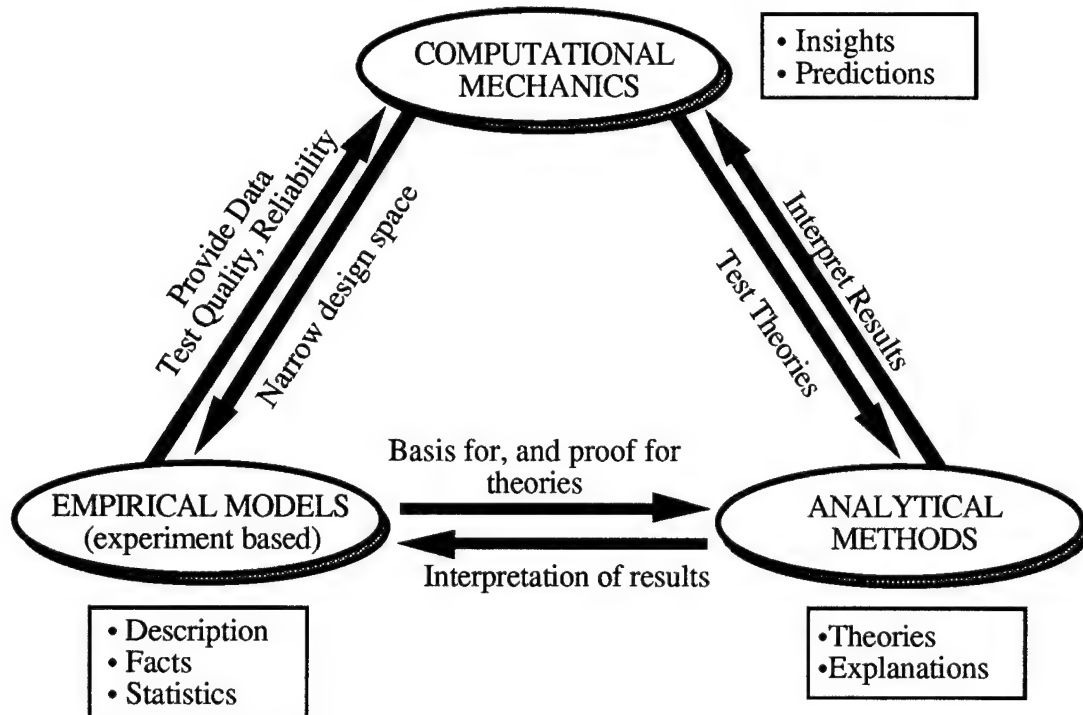 COMPUTATIONAL
MECHANICS
• Insights
• Predictions
Provide Data
Test Quality, Reliability
Narrow design space
Interpret Results
Test Theories
Basis for, and proof for
theories
EMPIRICAL MODELS
(experiment based)
ANALYTICAL
METHODS
Interpretation of results
• Description
• Facts
• Statistics
•Theories
•Explanations